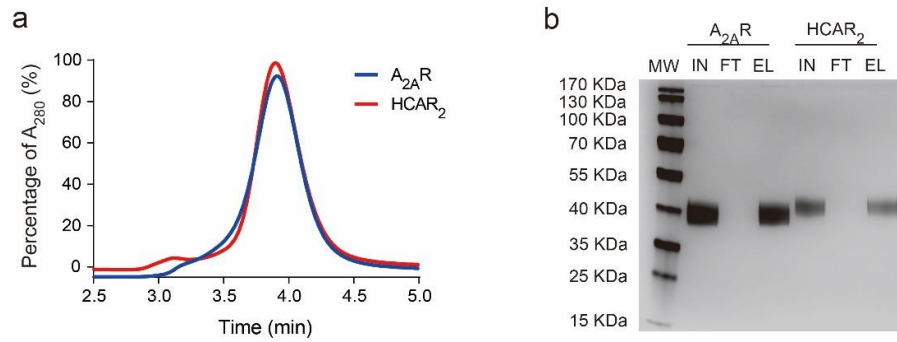 a
Percentage of A280 (%)
100
80
60
40
20
0
2.5 3.0 3.5 4.0 4.5 5.0
Time (min)
A2AR
HCAR2
b
A2AR HCAR2
MW IN FT EL IN FT EL
170 KDa
130 KDa
100 KDa
70 KDa
55 KDa
40 KDa
35 KDa
25 KDa
15 KDa